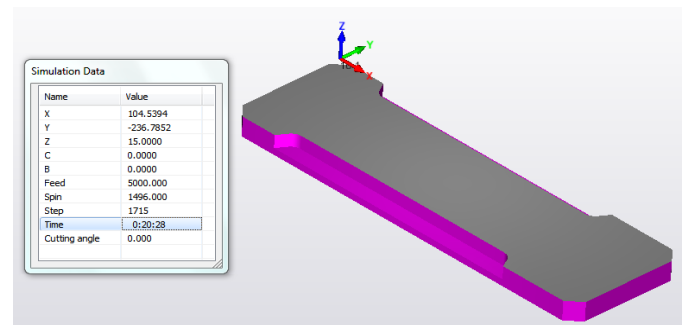 Simulation Data
Name Value
X 104.5394
Y -236.7852
Z 15.0000
C 0.0000
B 0.0000
Feed 5000.000
Spin 1496.000
Step 1715
Time 0:20:28
Cutting angle 0.000
Z
Y
X